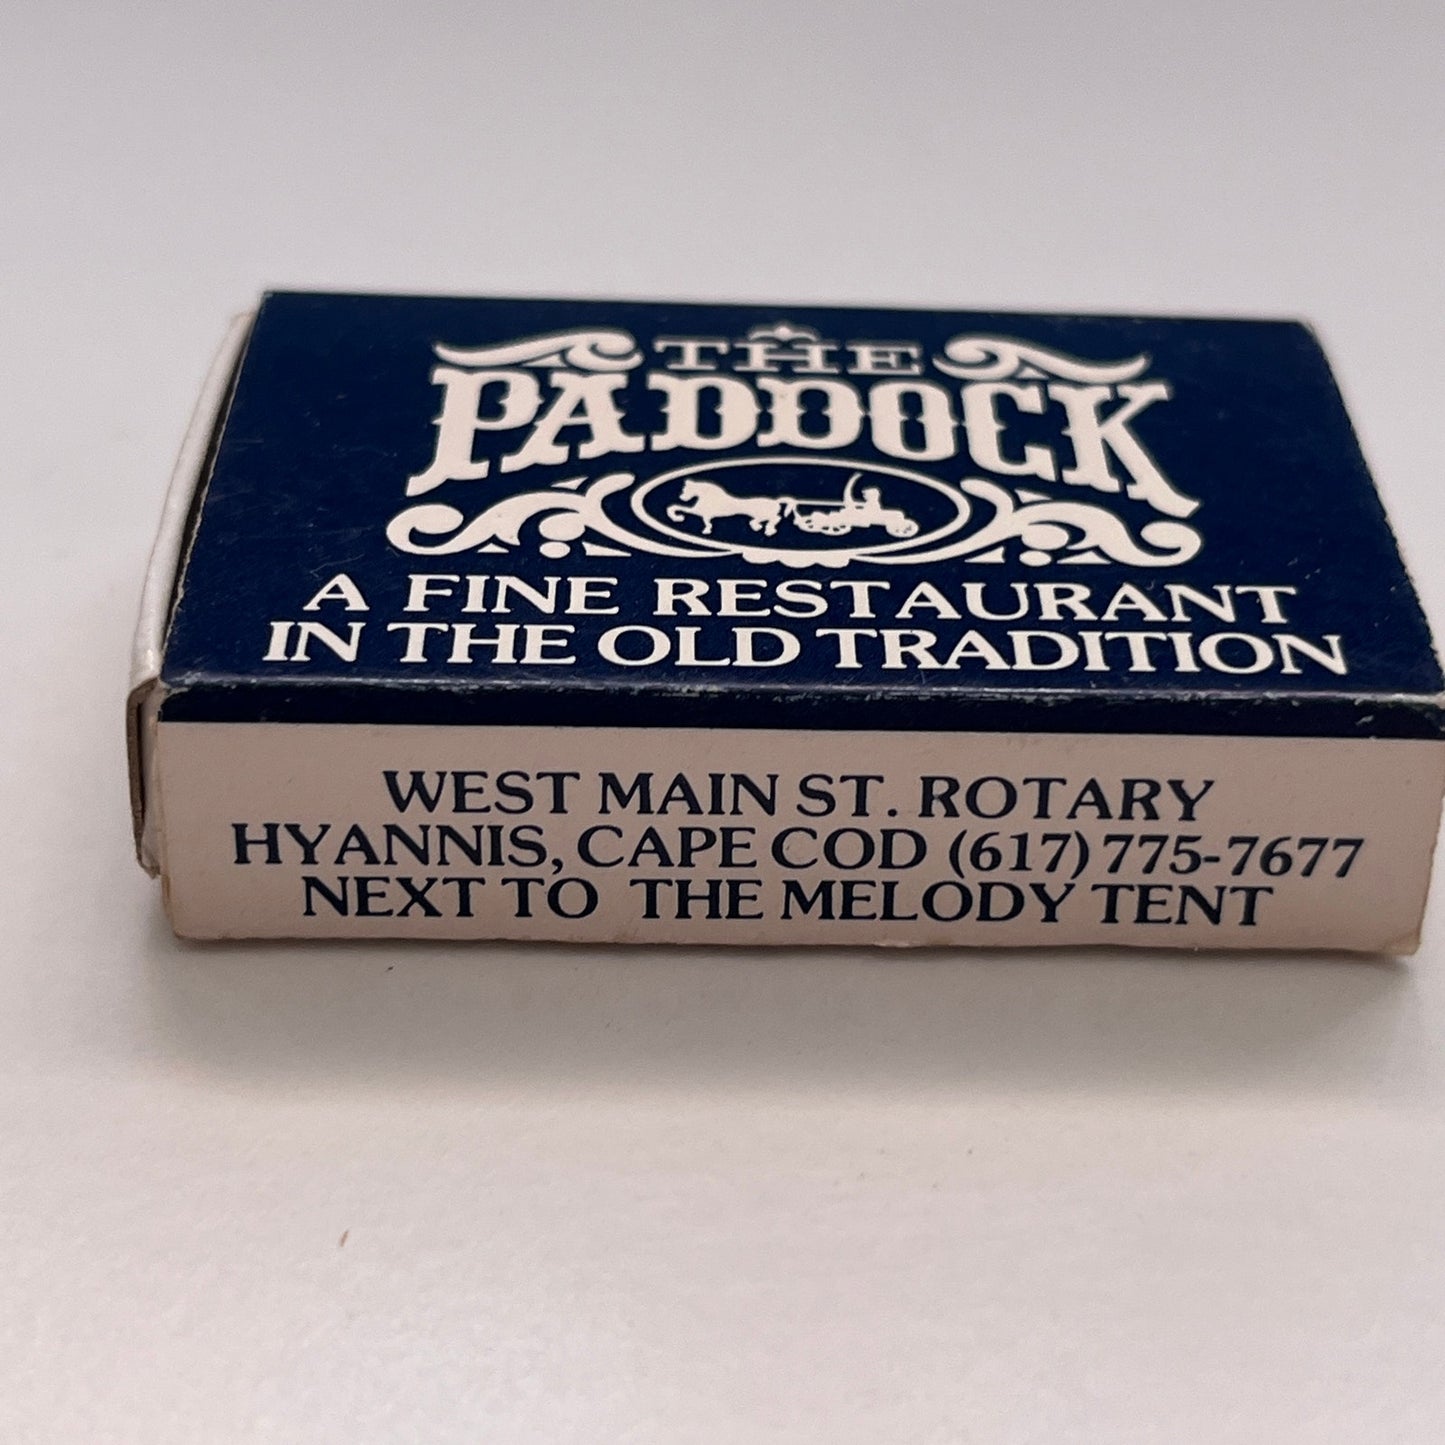 THE
PADDOCK
A FINE RESTAURANT
IN THE OLD TRADITION
WEST MAIN ST. ROTARY
HYANNIS, CAPE COD (617) 775-7677
NEXT TO THE MELODY TENT